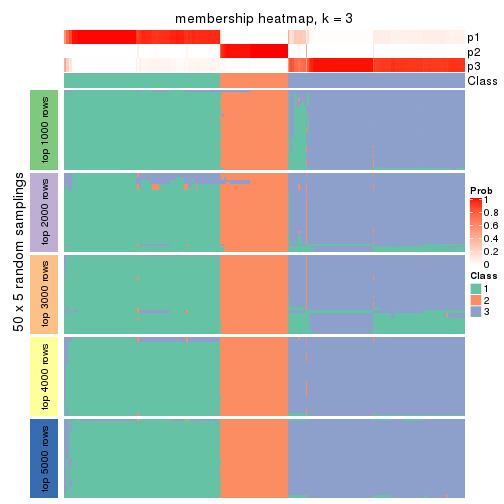 membership heatmap, k = 3
p1
p2
p3
Class
50 x 5 random samplings
top 1000 rows
top 2000 rows
top 3000 rows
top 4000 rows
top 5000 rows
Prob
1
0.8
0.6
0.4
0.2
0
Class
1
2
3